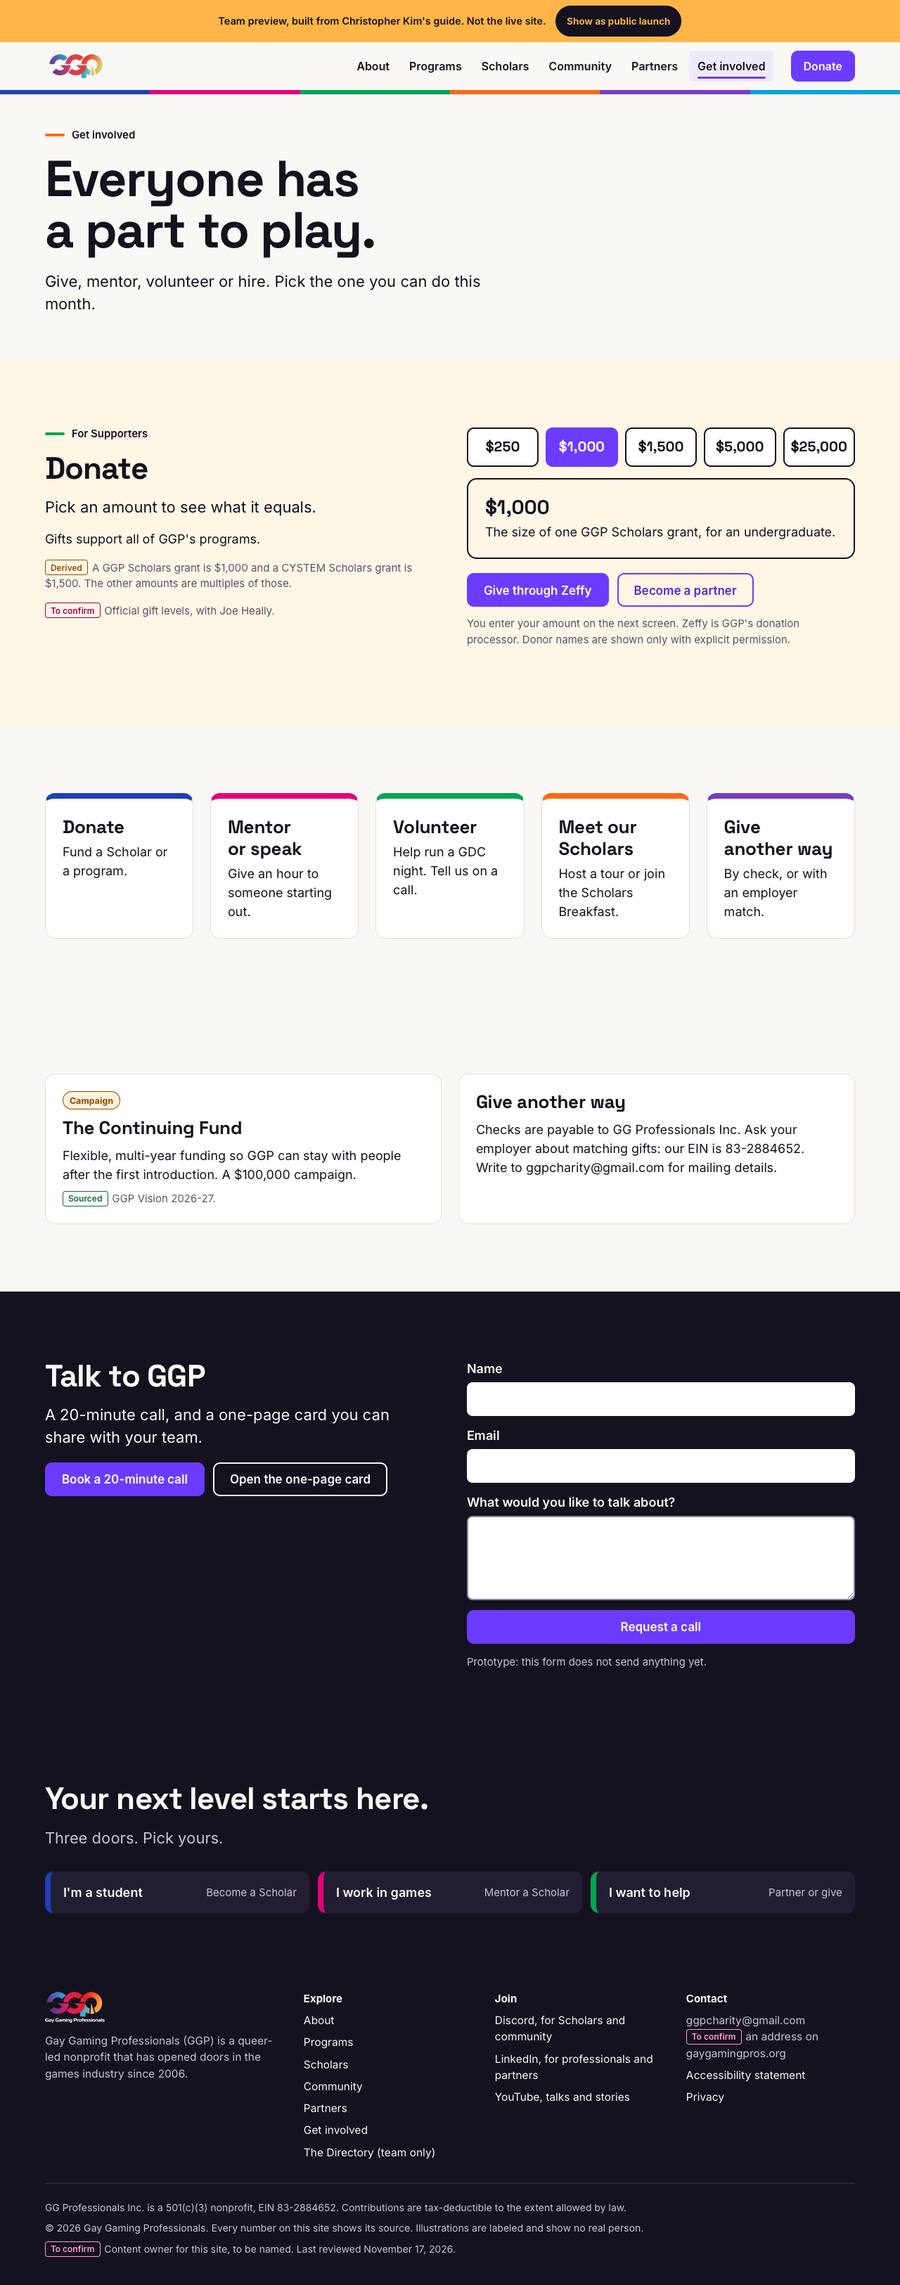 Team preview, built from Christopher Kim's guide. Not the live site.
Show as public launch
GGP
About
Programs
Scholars
Community
Partners
Get involved
Donate
Get involved
Everyone has
a part to play.
Give, mentor, volunteer or hire. Pick the one you can do this
month.
For Supporters
Donate
Pick an amount to see what it equals.
Gifts support all of GGP's programs.
Derived A GGP Scholars grant is $1,000 and a CYSTEM Scholars grant is
$1,500. The other amounts are multiples of those.
To confirm Official gift levels, with Joe Heally.
$250
$1,000
$1,500
$5,000
$25,000
$1,000
The size of one GGP Scholars grant, for an undergraduate.
Give through Zeffy
Become a partner
You enter your amount on the next screen. Zeffy is GGP's donation
processor. Donor names are shown only with explicit permission.
Donate
Fund a Scholar or
a program.
Mentor
or speak
Give an hour to
someone starting
out.
Volunteer
Help run a GDC
night. Tell us on a
call.
Meet our
Scholars
Host a tour or join
the Scholars
Breakfast.
Give
another way
By check, or with
an employer
match.
Campaign
The Continuing Fund
Flexible, multi-year funding so GGP can stay with people
after the first introduction. A $100,000 campaign.
Sourced GGP Vision 2026-27.
Give another way
Checks are payable to GG Professionals Inc. Ask your
employer about matching gifts: our EIN is 83-2884652.
Write to ggpcharity@gmail.com for mailing details.
Talk to GGP
A 20-minute call, and a one-page card you can
share with your team.
Book a 20-minute call
Open the one-page card
Name
Email
What would you like to talk about?
Request a call
Prototype: this form does not send anything yet.
Your next level starts here.
Three doors. Pick yours.
I'm a student
Become a Scholar
I work in games
Mentor a Scholar
I want to help
Partner or give
GGP
Gay Gaming Professionals
Gay Gaming Professionals (GGP) is a queer-
led nonprofit that has opened doors in the
games industry since 2006.
Explore
About
Programs
Scholars
Community
Partners
Get involved
The Directory (team only)
Join
Discord, for Scholars and
community
LinkedIn, for professionals and
partners
YouTube, talks and stories
Contact
ggpcharity@gmail.com
To confirm an address on
gaygamingpros.org
Accessibility statement
Privacy
GG Professionals Inc. is a 501(c)(3) nonprofit, EIN 83-2884652. Contributions are tax-deductible to the extent allowed by law.
© 2026 Gay Gaming Professionals. Every number on this site shows its source. Illustrations are labeled and show no real person.
To confirm Content owner for this site, to be named. Last reviewed November 17, 2026.